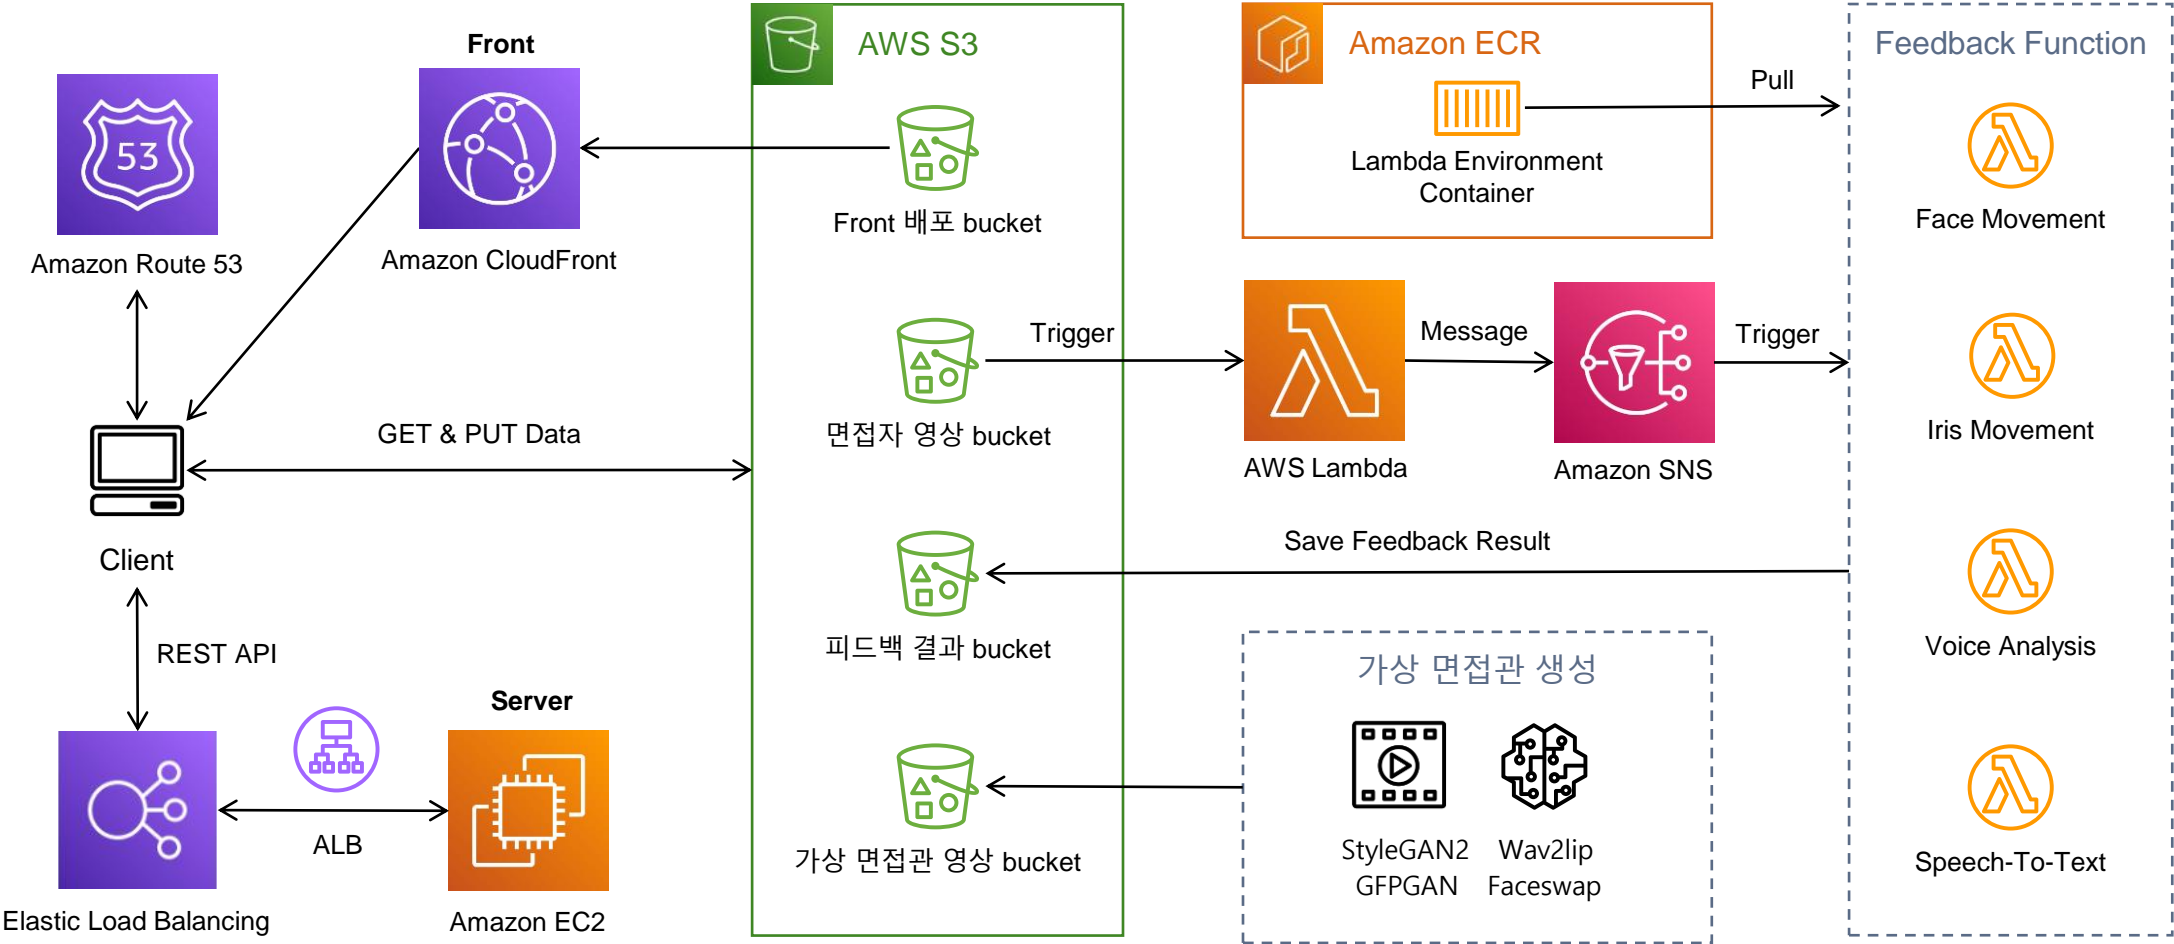 Front
53
Amazon Route 53
Amazon CloudFront
GET & PUT Data
Client
REST API
Server
ALB
Elastic Load Balancing
Amazon EC2
AWS S3
Front 배포 bucket
면접자 영상 bucket
피드백 결과 bucket
가상 면접관 영상 bucket
Amazon ECR
Lambda Environment
Container
Pull
Trigger
AWS Lambda
Message
Amazon SNS
Trigger
Save Feedback Result
가상 면접관 생성
StyleGAN2
GFPGAN
Wav2lip
Faceswap
Feedback Function
Face Movement
Iris Movement
Voice Analysis
Speech-To-Text